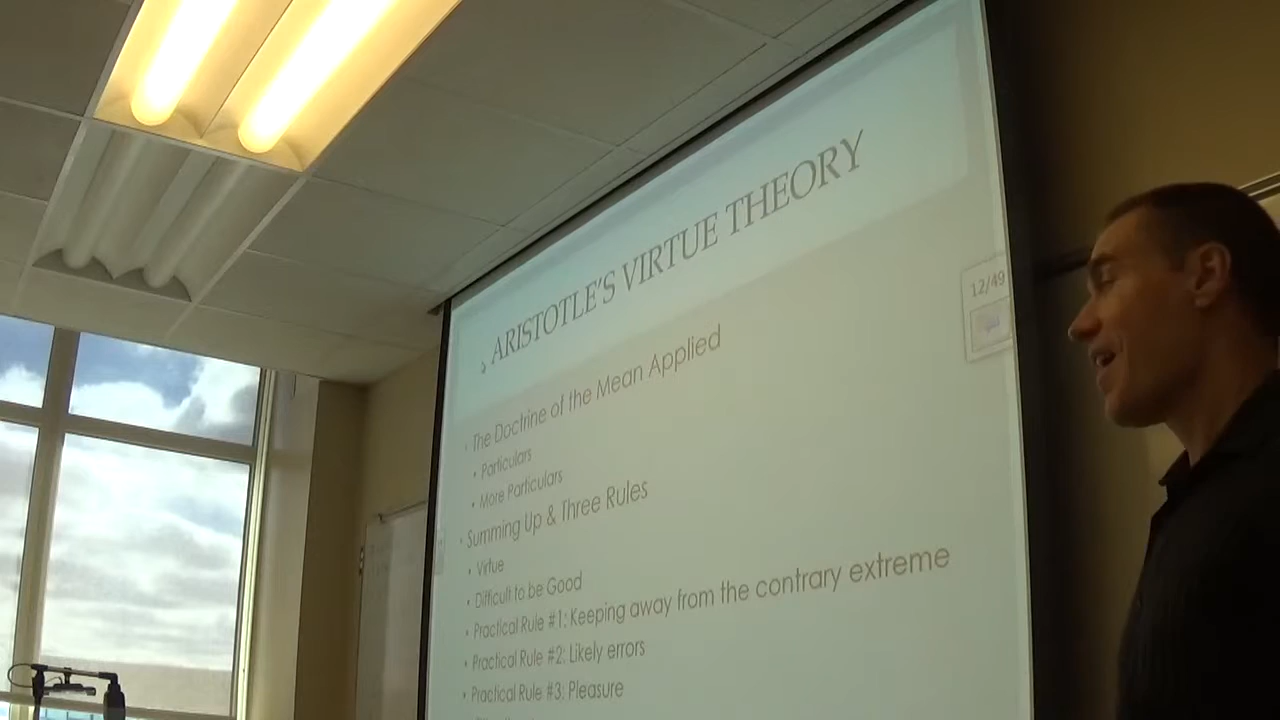 ARISTOTLE'S VIRTUE THEORY
12/49
The Doctrine of the Mean Applied
Particulars
More Particulars
Summing Up & Three Rules
Virtue
Difficult to be Good
Practical Rule #1: Keeping away from the contrary extreme
Practical Rule #2: Likely errors
Practical Rule #3: Pleasure